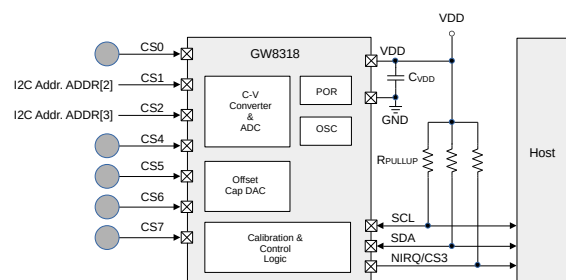 VDD
CS0
GW8318
VDD
I2C Addr. ADDR[2]
CS1
C-V
Converter
&
ADC
POR
CVDD
I2C Addr. ADDR[3]
CS2
OSC
GND
CS4
Host
RPULLUP
CS5
Offset
Cap DAC
CS6
CS7
Calibration &
Control
Logic
SCL
SDA
NIRQ/CS3